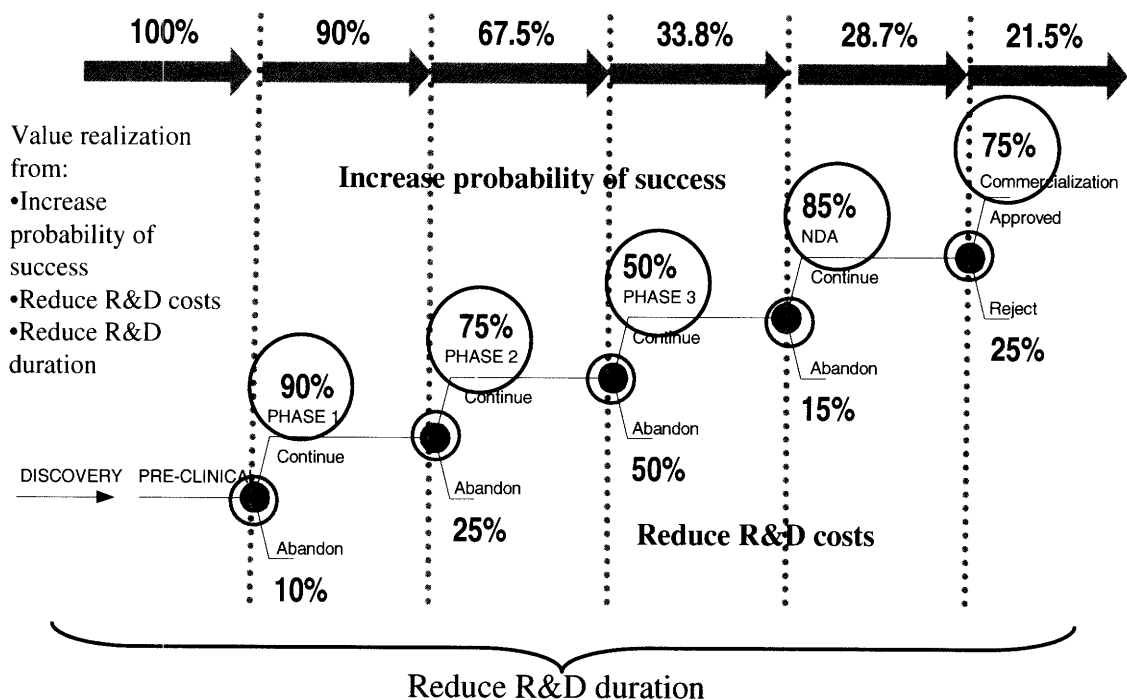 100%
90%
67.5%
33.8%
28.7%
21.5%
Value realization
from:
•Increase
probability of
success
•Reduce R&D costs
•Reduce R&D
duration
Increase probability of success
75%
Commercialization
Approved
85%
NDA
Continue
Reject
25%
50%
PHASE 3
Continue
Abandon
15%
75%
PHASE 2
Continue
Abandon
50%
90%
PHASE 1
Continue
Abandon
25%
DISCOVERY
PRE-CLINICAL
Abandon
10%
Reduce R&D costs
Reduce R&D duration